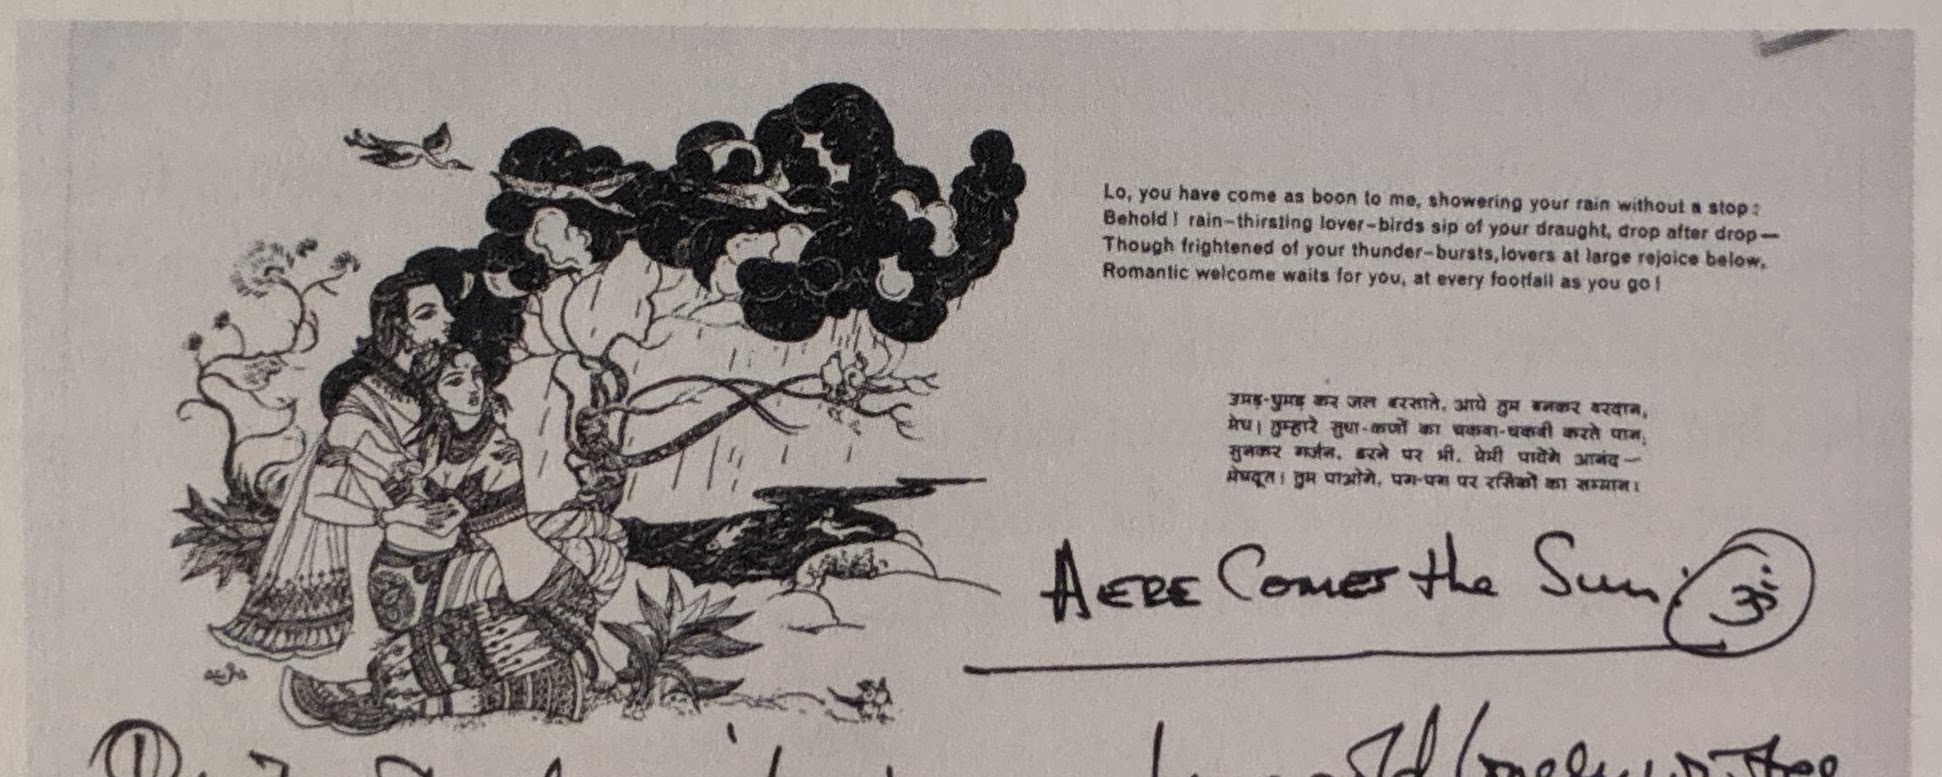 Lo, you have come as boon to me, showering your rain without a stop:
Behold! rain-thirsting lover-birds sip of your draught, drop after drop—
Though frightened of your thunder-bursts, lovers at large rejoice below,
Romantic welcome waits for you, at every footfall as you go!
उमड़-घुमड़ कर जल बरसाते, आये तुम बनकर वरदान,
मेघ! तुम्हारे सुधा-कणों का चकवा-चकवी करते पान,
सुनकर गर्जन, डरने पर भी, प्रेमी पायेंगे आनंद—
मेघदूत! तुम पाओगे, पग-पग पर रसिकों का सम्मान।
HERE COMES the Sun: ॐ
①